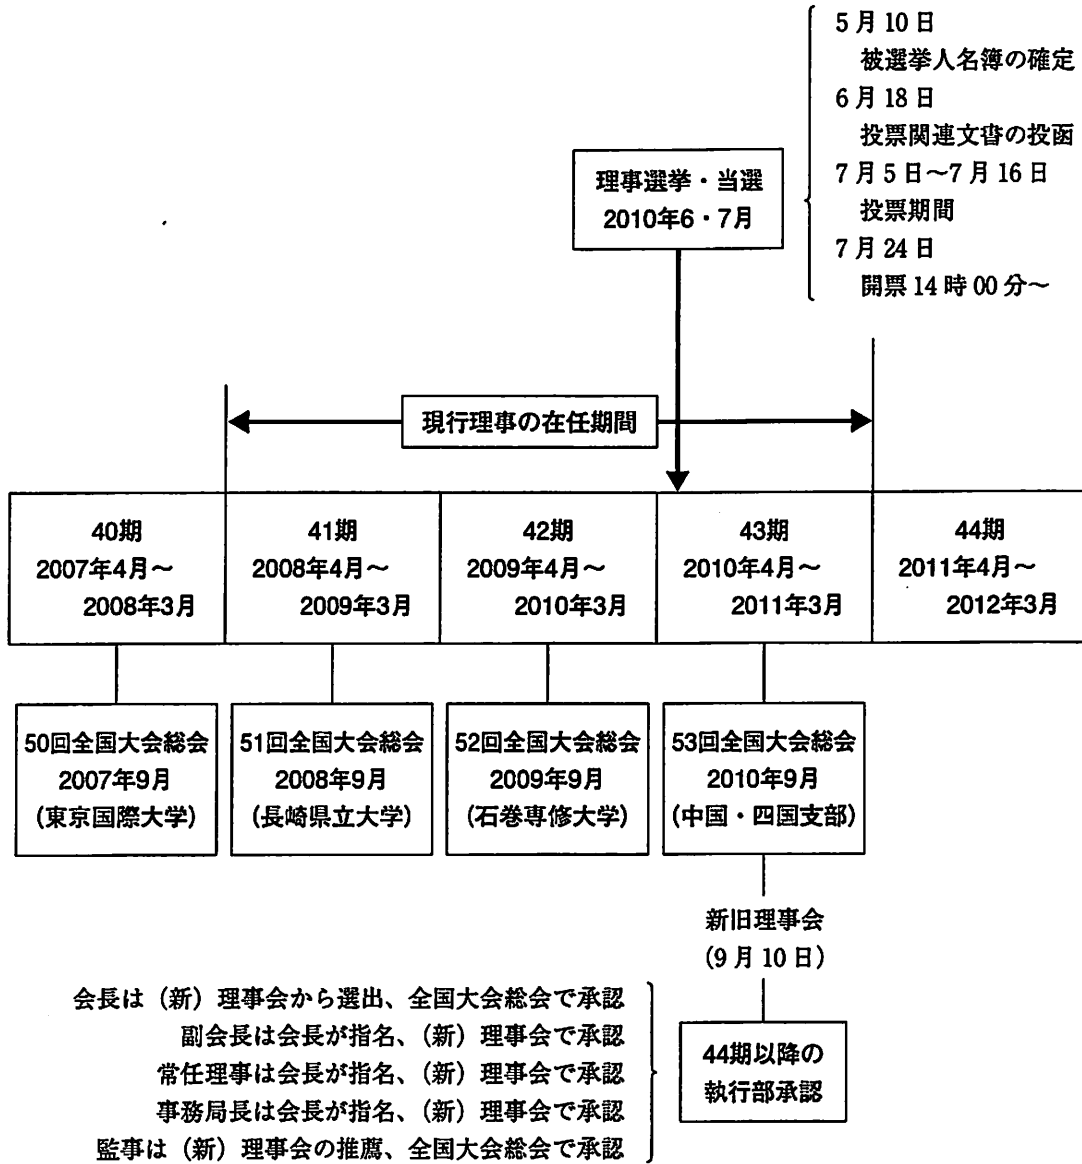 5月10日
被選挙人名簿の確定
6月18日
投票関連文書の投函
7月5日～7月16日
投票期間
7月24日
開票14時00分～
理事選挙・当選
2010年6・7月
現行理事の在任期間
40期
2007年4月～
2008年3月
41期
2008年4月～
2009年3月
42期
2009年4月～
2010年3月
43期
2010年4月～
2011年3月
44期
2011年4月～
2012年3月
50回全国大会総会
2007年9月
(東京国際大学)
51回全国大会総会
2008年9月
(長崎県立大学)
52回全国大会総会
2009年9月
(石巻専修大学)
53回全国大会総会
2010年9月
(中国・四国支部)
新旧理事会
(9月10日)
会長は（新）理事会から選出、全国大会総会で承認
副会長は会長が指名、（新）理事会で承認
常任理事は会長が指名、（新）理事会で承認
事務局長は会長が指名、（新）理事会で承認
監事は（新）理事会の推薦、全国大会総会で承認
44期以降の
執行部承認